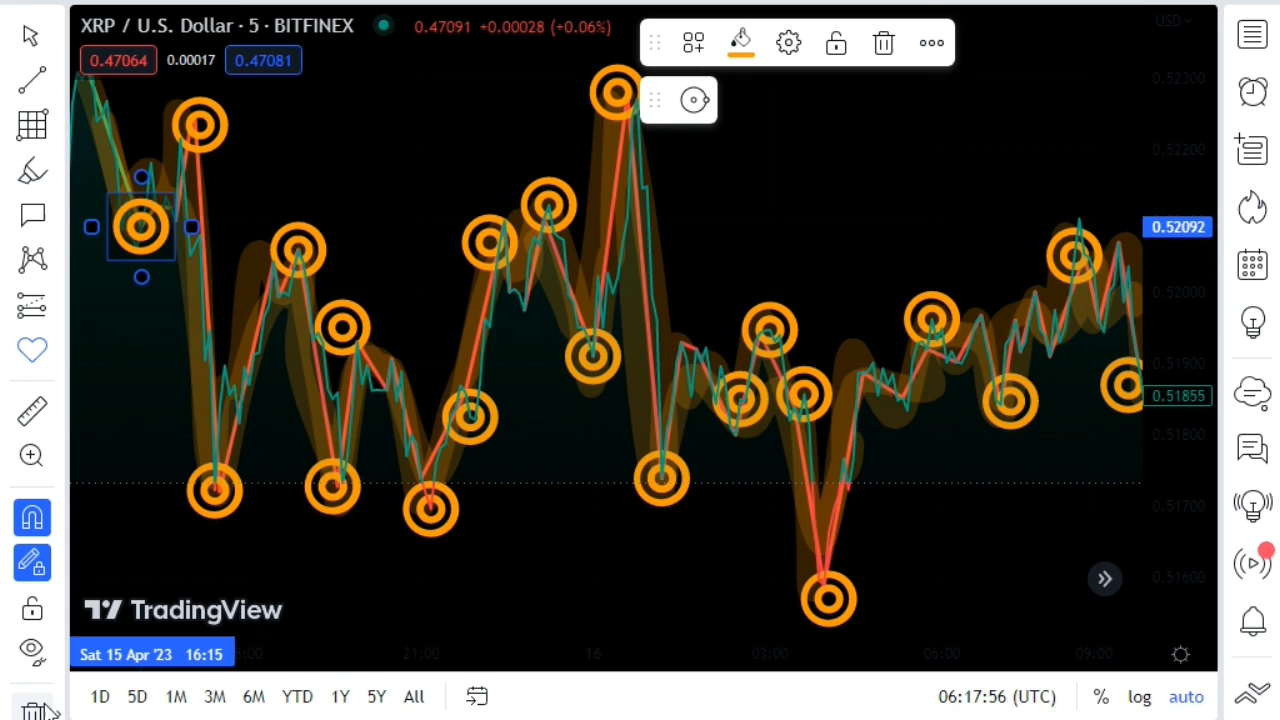 XRP / U.S. Dollar · 5 · BITFINEX
0.47091 +0.00028 (+0.06%)
0.47064 0.00017 0.47081
USD
0.52300
0.52200
0.52092
0.52000
0.51900
0.51855
0.51800
0.51700
0.51600
TradingView
Sat 15 Apr '23 16:15
21:00 16 03:00 06:00 09:00
1D 5D 1M 3M 6M YTD 1Y 5Y All
06:17:56 (UTC) % log auto